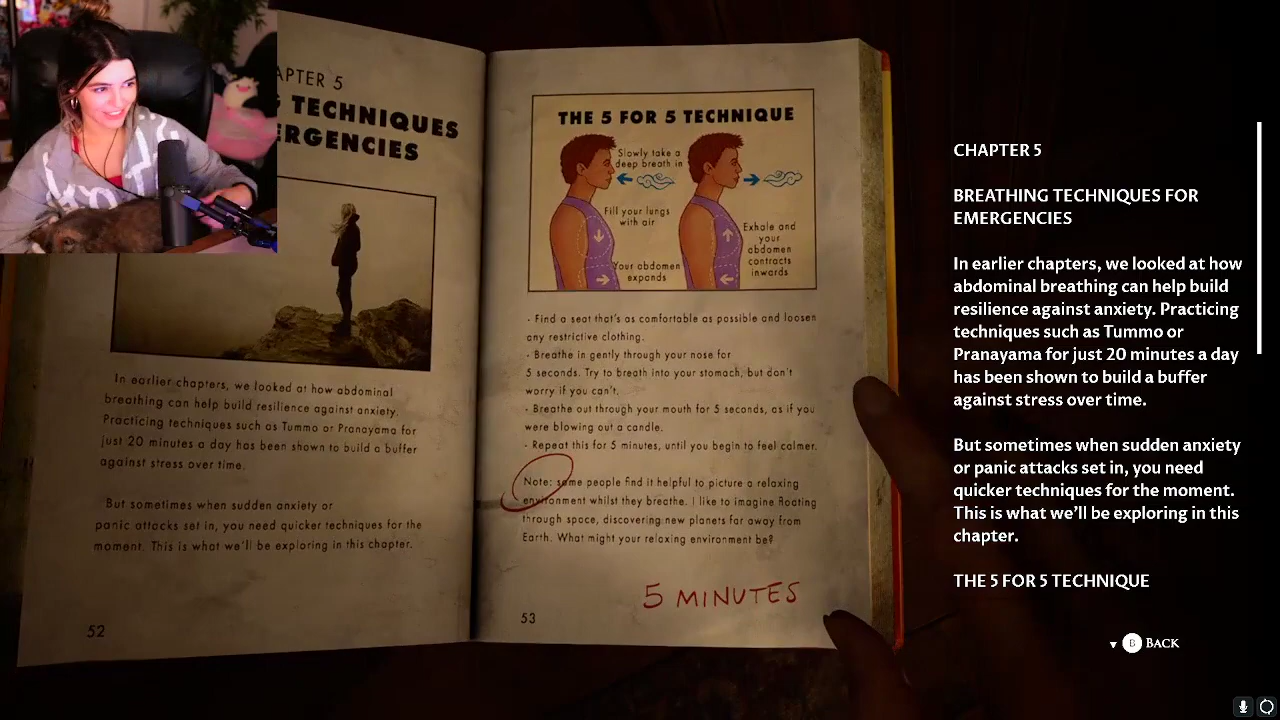 APTER 5
TECHNIQUES
ERGENCIES
In earlier chapters, we looked at how abdominal
breathing can help build resilience against anxiety.
Practicing techniques such as Tummo or Pranayama for
just 20 minutes a day has been shown to build a buffer
against stress over time.
But sometimes when sudden anxiety or
panic attacks set in, you need quicker techniques for the
moment. This is what we'll be exploring in this chapter.
52
THE 5 FOR 5 TECHNIQUE
Slowly take a
deep breath in
Fill your lungs
with air
Your abdomen
expands
Exhale and
your
abdomen
contracts
inwards
- Find a seat that's as comfortable as possible and loosen
any restrictive clothing.
- Breathe in gently through your nose for
5 seconds. Try to breath into your stomach, but don't
worry if you can't.
- Breathe out through your mouth for 5 seconds, as if you
were blowing out a candle.
- Repeat this for 5 minutes, until you begin to feel calmer.
Note: some people find it helpful to picture a relaxing
environment whilst they breathe. I like to imagine floating
through space, discovering new planets far away from
Earth. What might your relaxing environment be?
5 MINUTES
53
CHAPTER 5
BREATHING TECHNIQUES FOR
EMERGENCIES
In earlier chapters, we looked at how
abdominal breathing can help build
resilience against anxiety. Practicing
techniques such as Tummo or
Pranayama for just 20 minutes a day
has been shown to build a buffer
against stress over time.
But sometimes when sudden anxiety
or panic attacks set in, you need
quicker techniques for the moment.
This is what we'll be exploring in this
chapter.
THE 5 FOR 5 TECHNIQUE
B BACK